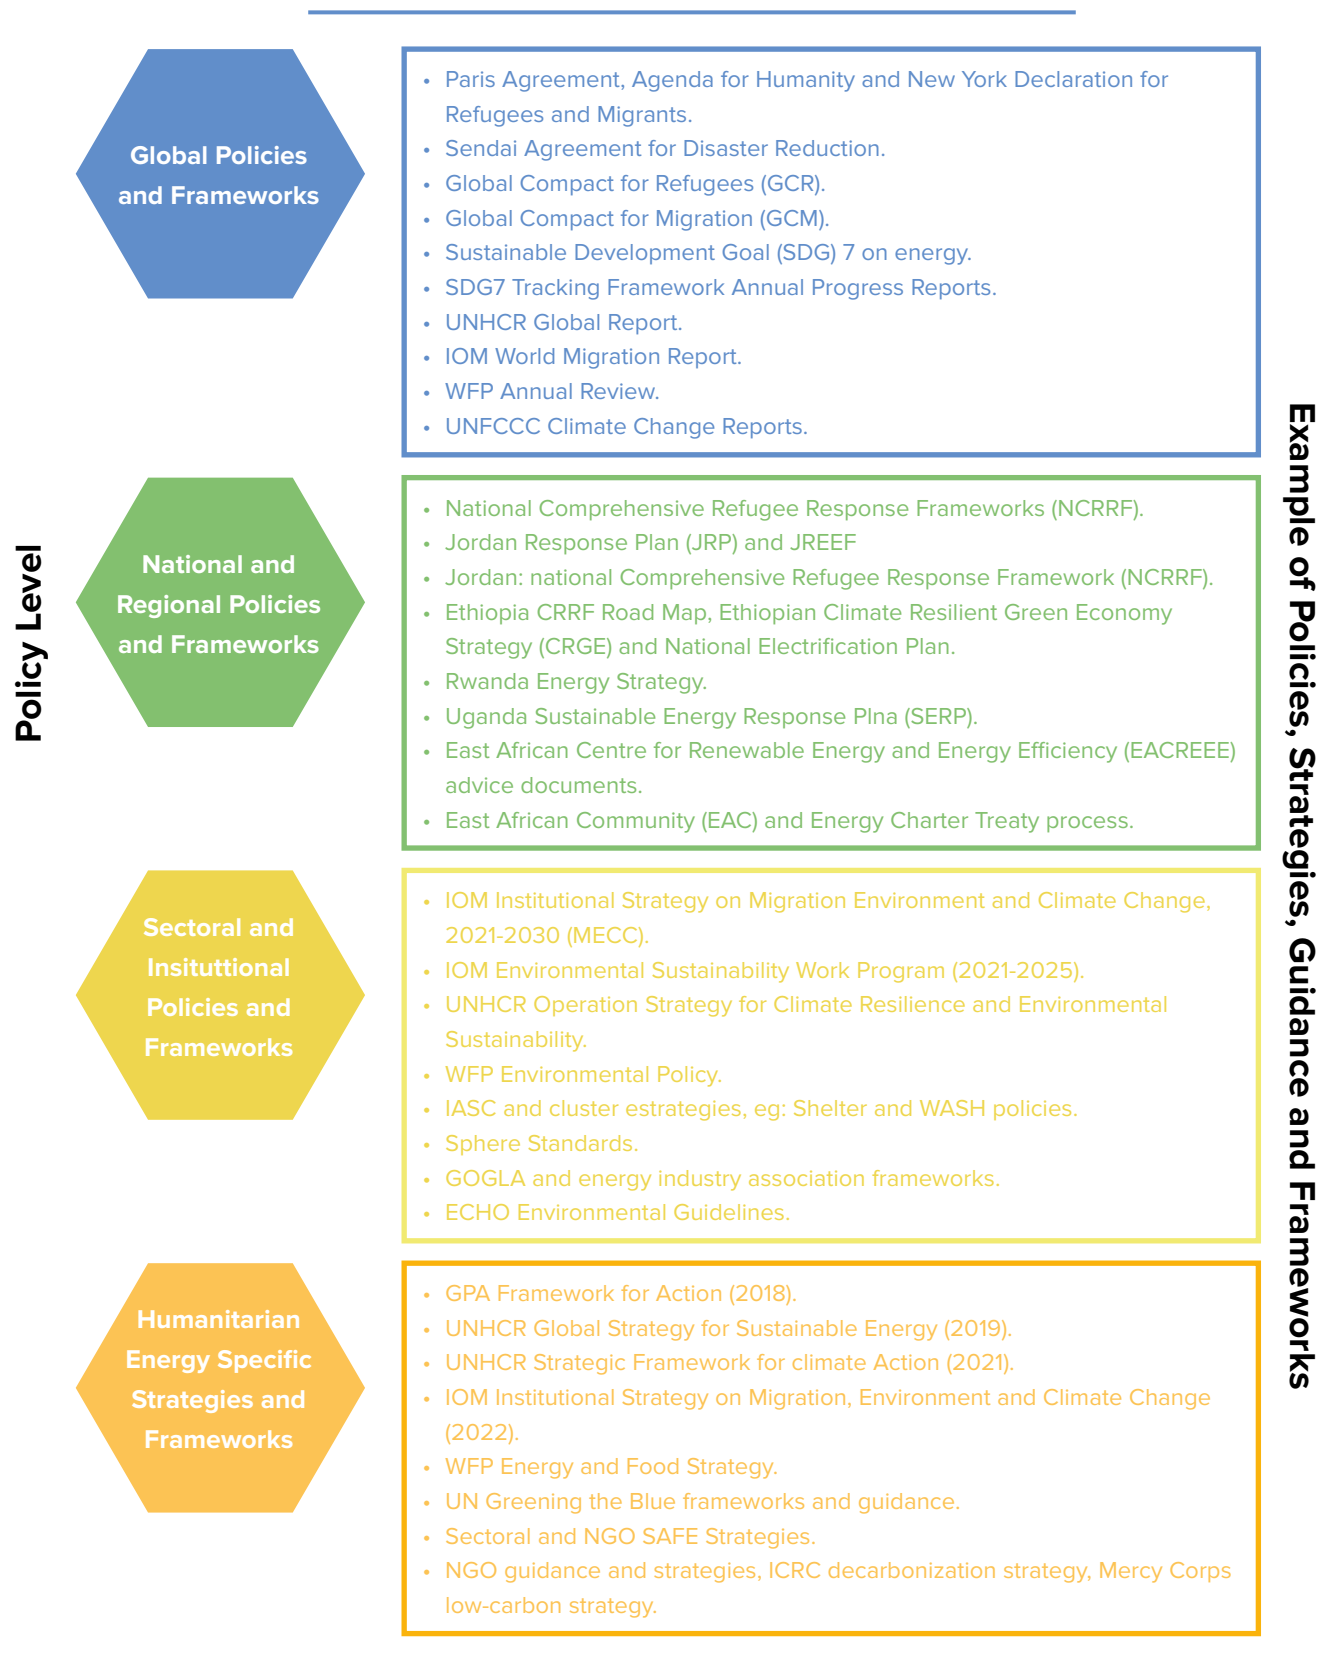 Policy Level
Global Policies
and Frameworks
• Paris Agreement, Agenda for Humanity and New York Declaration for
Refugees and Migrants.
• Sendai Agreement for Disaster Reduction.
• Global Compact for Refugees (GCR).
• Global Compact for Migration (GCM).
• Sustainable Development Goal (SDG) 7 on energy.
• SDG7 Tracking Framework Annual Progress Reports.
• UNHCR Global Report.
• IOM World Migration Report.
• WFP Annual Review.
• UNFCCC Climate Change Reports.
National and
Regional Policies
and Frameworks
• National Comprehensive Refugee Response Frameworks (NCRRF).
• Jordan Response Plan (JRP) and JREEF
• Jordan: national Comprehensive Refugee Response Framework (NCRRF).
• Ethiopia CRRF Road Map, Ethiopian Climate Resilient Green Economy
Strategy (CRGE) and National Electrification Plan.
• Rwanda Energy Strategy.
• Uganda Sustainable Energy Response Plna (SERP).
• East African Centre for Renewable Energy and Energy Efficiency (EACREEE)
advice documents.
• East African Community (EAC) and Energy Charter Treaty process.
Sectoral and
Insituttional
Policies and
Frameworks
• IOM Institutional Strategy on Migration Environment and Climate Change,
2021-2030 (MECC).
• IOM Environmental Sustainability Work Program (2021-2025).
• UNHCR Operation Strategy for Climate Resilience and Environmental
Sustainability.
• WFP Environmental Policy.
• IASC and cluster estrategies, eg: Shelter and WASH policies.
• Sphere Standards.
• GOGLA and energy industry association frameworks.
• ECHO Environmental Guidelines.
Humanitarian
Energy Specific
Strategies and
Frameworks
• GPA Framework for Action (2018).
• UNHCR Global Strategy for Sustainable Energy (2019).
• UNHCR Strategic Framework for climate Action (2021).
• IOM Institutional Strategy on Migration, Environment and Climate Change
(2022).
• WFP Energy and Food Strategy.
• UN Greening the Blue frameworks and guidance.
• Sectoral and NGO SAFE Strategies.
• NGO guidance and strategies, ICRC decarbonization strategy, Mercy Corps
low-carbon strategy.
Example of Policies, Strategies, Guidance and Frameworks